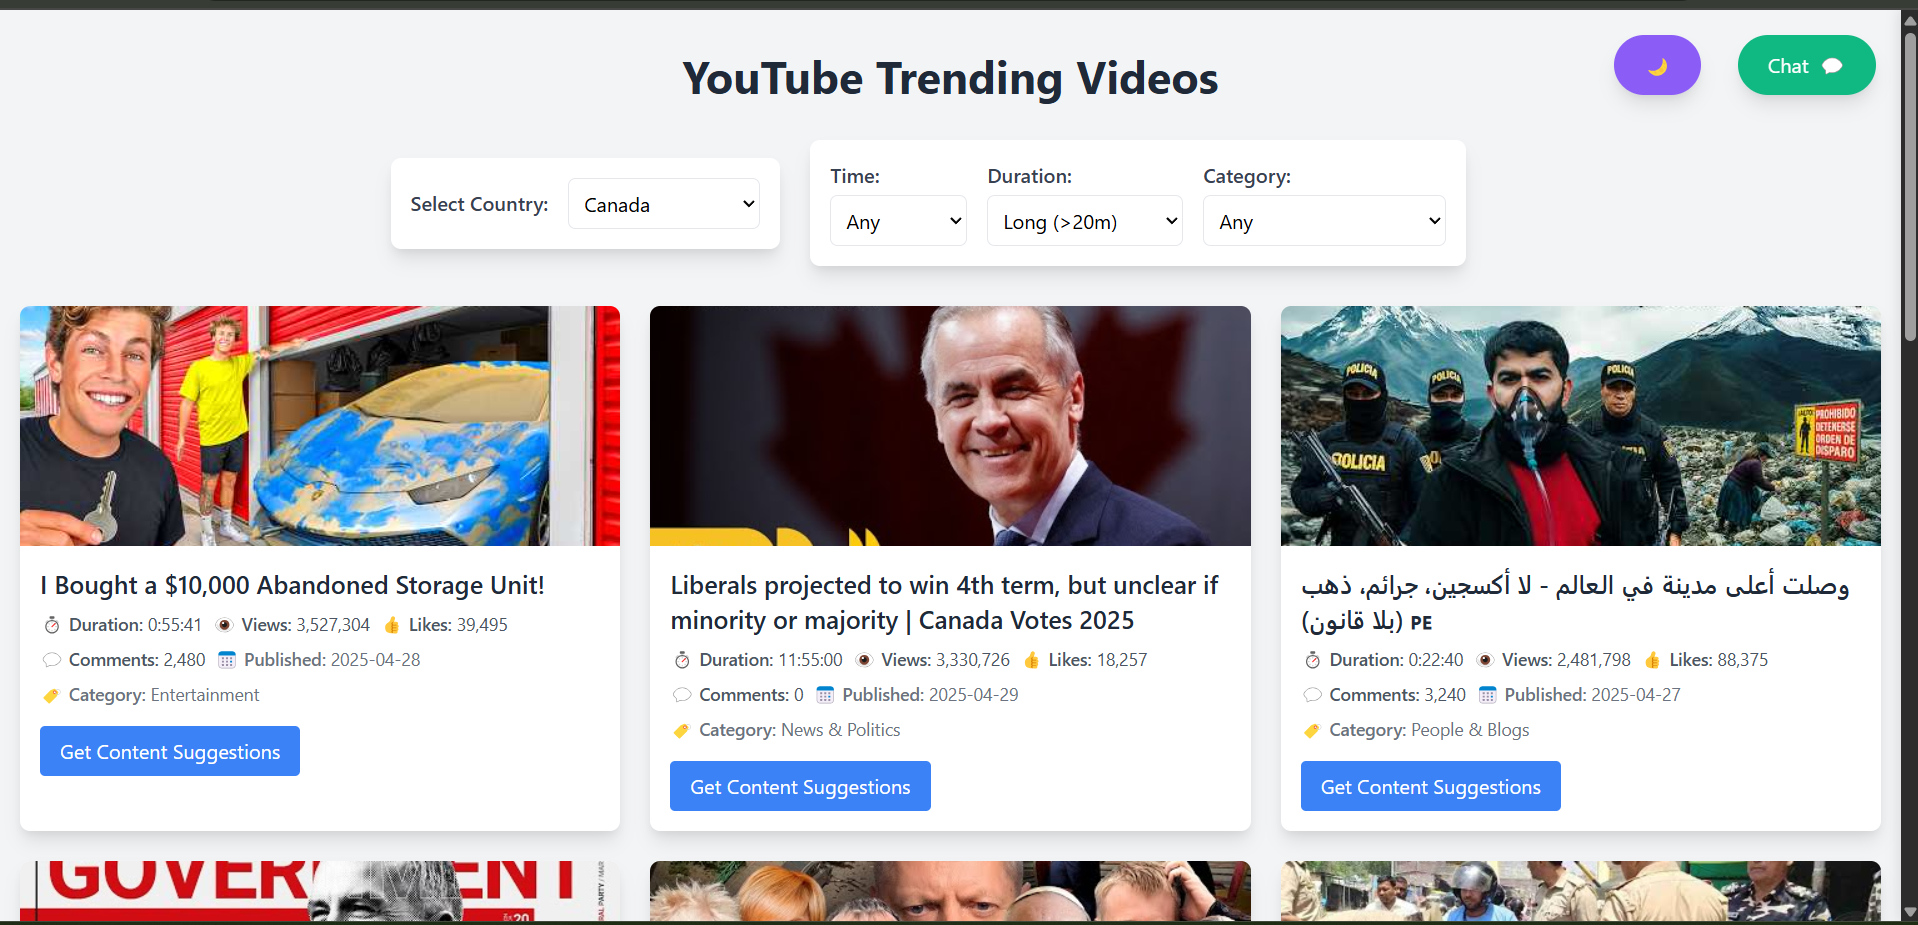 YouTube Trending Videos
🌙
Chat 💬
Select Country:
Canada
Time:
Duration:
Category:
Any
Long (>20m)
Any
POLICIA
POLICIA
POLICIA
POLICIA
¡ALTO!
PROHIBIDO
DETENERSE
ORDEN DE
DISPARO
I Bought a $10,000 Abandoned Storage Unit!
⏱ Duration: 0:55:41 👁 Views: 3,527,304 👍 Likes: 39,495
💬 Comments: 2,480 📅 Published: 2025-04-28
🏷 Category: Entertainment
Get Content Suggestions
Liberals projected to win 4th term, but unclear if
minority or majority | Canada Votes 2025
⏱ Duration: 11:55:00 👁 Views: 3,330,726 👍 Likes: 18,257
💬 Comments: 0 📅 Published: 2025-04-29
🏷 Category: News & Politics
Get Content Suggestions
وصلت أعلى مدينة في العالم - لا أكسجين، جرائم، ذهب
(بلا قانون) PE
⏱ Duration: 0:22:40 👁 Views: 2,481,798 👍 Likes: 88,375
💬 Comments: 3,240 📅 Published: 2025-04-27
🏷 Category: People & Blogs
Get Content Suggestions
GOVERNMENT